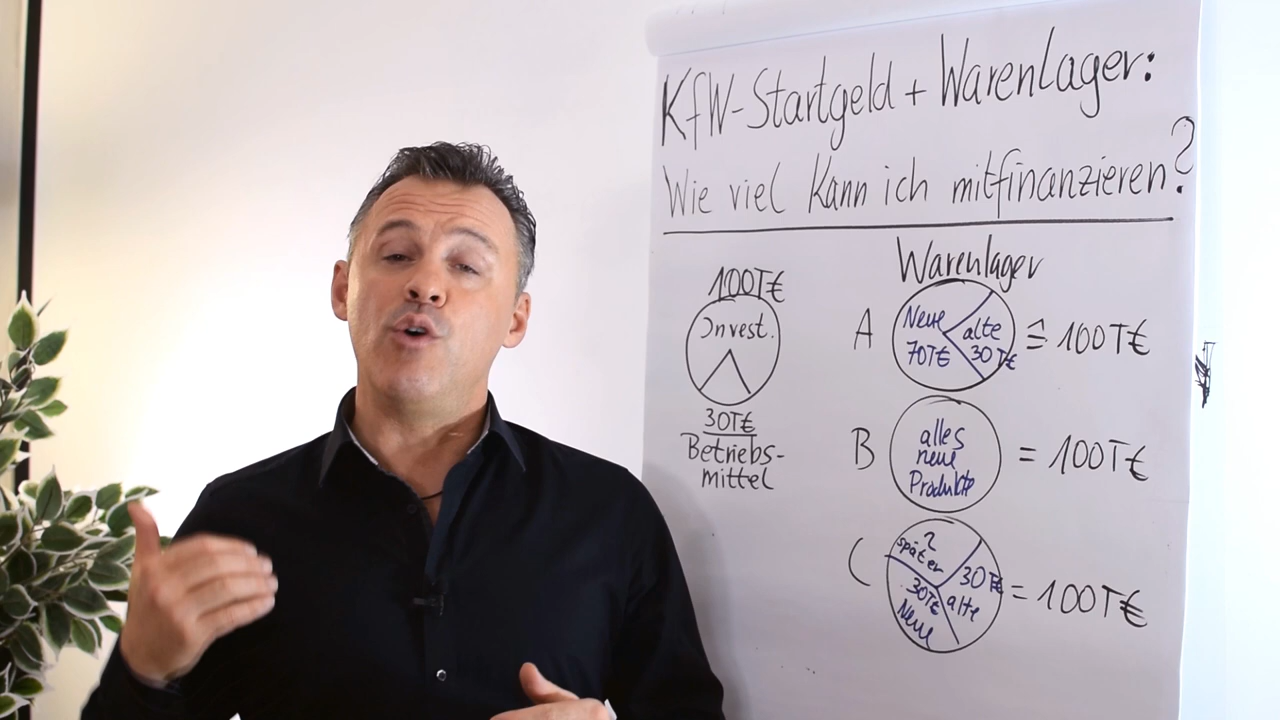 KfW-Startgeld + Warenlager:
Wie viel kann ich mitfinanzieren?
100T€
Invest.
30T€
Betriebs-
mittel
Warenlager
A
Neue
70T€
alte
30T€
≙ 100T€
B
alles
neue
Produkte
= 100T€
C
?
später
30T€
alte
30T€
Neue
= 100T€